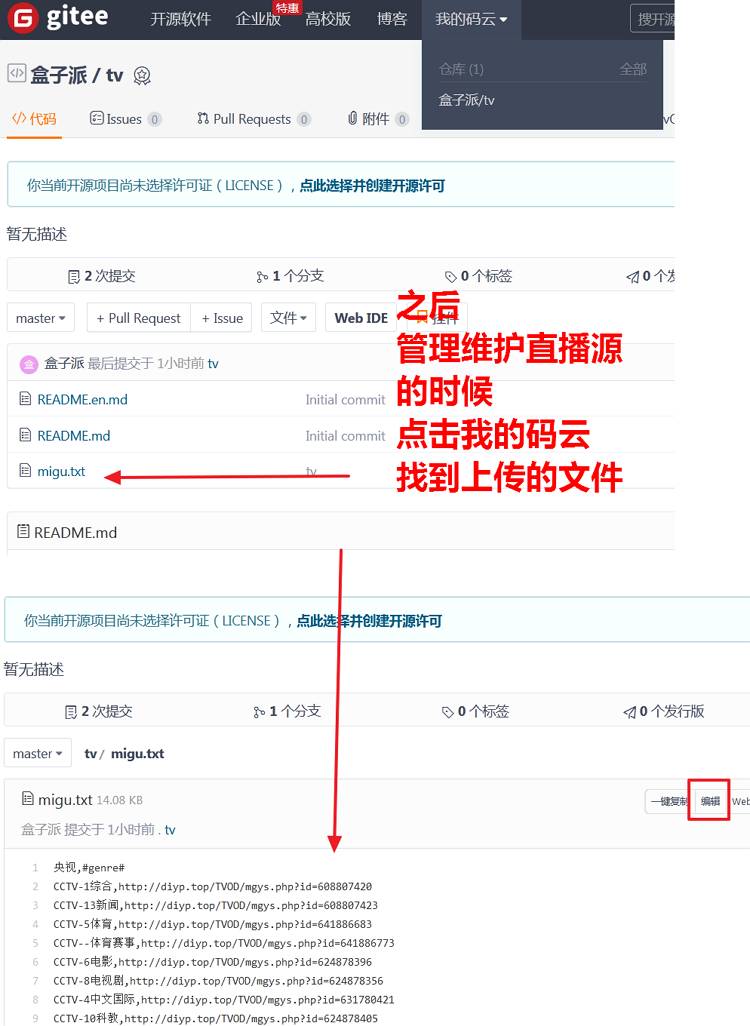 gitee
开源软件
企业版
特惠
高校版
博客
我的码云
搜开源
仓库 (1)
全部
盒子派/tv
盒子派 / tv
代码
Issues 0
Pull Requests 0
附件 0
你当前开源项目尚未选择许可证（LICENSE），点此选择并创建开源许可
暂无描述
2 次提交
1 个分支
0 个标签
0 个发
master
+ Pull Request
+ Issue
文件
Web IDE
挂件
之后
管理维护直播源
的时候
点击我的码云
找到上传的文件
盒 盒子派 最后提交于 1小时前 tv
README.en.md Initial commit
README.md Initial commit
migu.txt tv
README.md
你当前开源项目尚未选择许可证（LICENSE），点此选择并创建开源许可
暂无描述
2 次提交
1 个分支
0 个标签
0 个发行版
master
tv / migu.txt
migu.txt 14.08 KB
一键复制
编辑
Web
盒子派 提交于 1小时前 . tv
1 央视,#genre#
2 CCTV-1综合,http://diyp.top/TVOD/mgys.php?id=608807420
3 CCTV-13新闻,http://diyp.top/TVOD/mgys.php?id=608807423
4 CCTV-5体育,http://diyp.top/TVOD/mgys.php?id=641886683
5 CCTV--体育赛事,http://diyp.top/TVOD/mgys.php?id=641886773
6 CCTV-6电影,http://diyp.top/TVOD/mgys.php?id=624878396
7 CCTV-8电视剧,http://diyp.top/TVOD/mgys.php?id=624878356
8 CCTV-4中文国际,http://diyp.top/TVOD/mgys.php?id=631780421
9 CCTV-10科教,http://diyp.top/TVOD/mgys.php?id=624878405